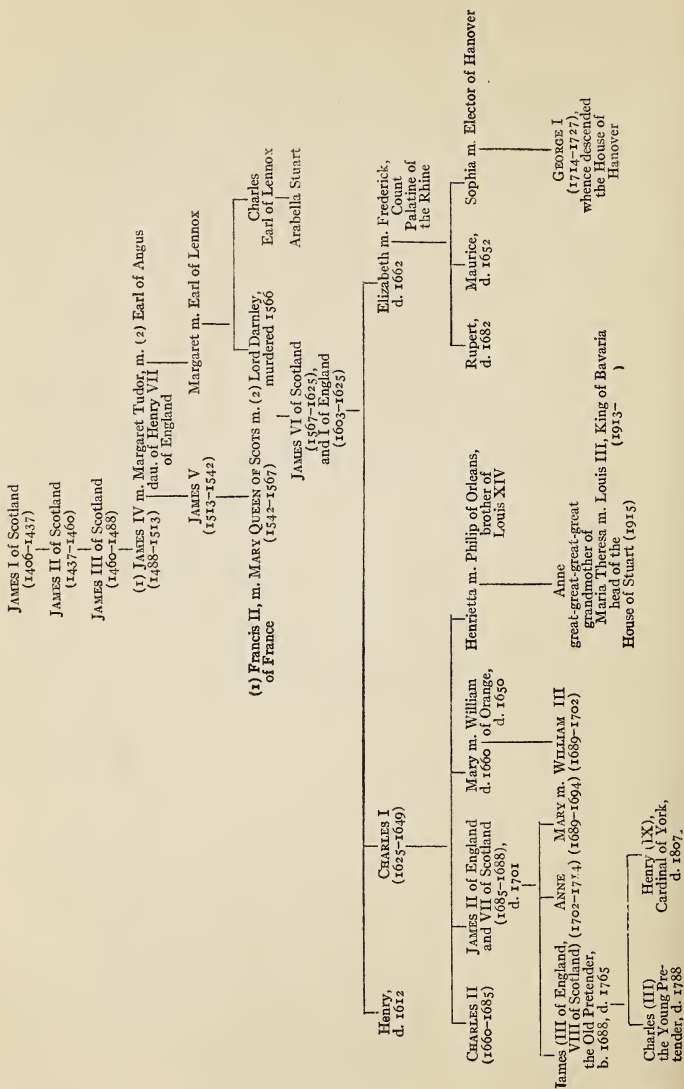 JAMES I of Scotland
(1406–1437)
JAMES II of Scotland
(1437–1460)
JAMES III of Scotland
(1460–1488)
(1) JAMES IV m. Margaret Tudor, m. (2) Earl of Angus
(1488–1513) dau. of Henry VII
of England
JAMES V
(1513–1542)
Margaret m. Earl of Lennox
(1) Francis II, m. MARY QUEEN OF SCOTS m. (2) Lord Darnley,
of France (1542–1567) murdered 1566
Charles
Earl of Lennox
Arabella Stuart
JAMES VI of Scotland
(1567–1625),
and I of England
(1603–1625)
Henry,
d. 1612
CHARLES I
(1625–1649)
Elizabeth m. Frederick,
d. 1662 Count
Palatine of
the Rhine
CHARLES II
(1660–1685)
JAMES II of England
and VII of Scotland
(1685–1688),
d. 1701
Mary m. William
d. 1660 of Orange,
d. 1650
Henrietta m. Philip of Orleans,
brother of
Louis XIV
Rupert,
d. 1682
Maurice,
d. 1652
Sophia m. Elector of Hanover
James (III of England,
VIII of Scotland)
the Old Pretender,
b. 1688, d. 1765
ANNE
(1702–17 4)
MARY m. WILLIAM III
(1689–1694) (1689–1702)
Anne
great-great-great-great
grandmother of
Maria Theresa m. Louis III, King of Bavaria
head of the (1913– )
House of Stuart (1915)
GEORGE I
(1714–1727),
whence descended
the House of
Hanover
Charles (III)
the Young Pre-
tender, d. 1788
Henry (IX),
Cardinal of York,
d. 1807